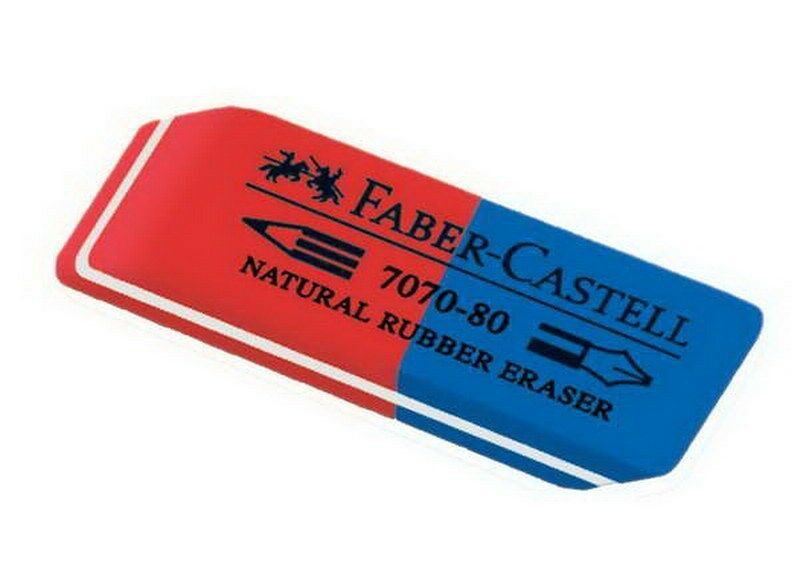 FABER-CASTELL
7070-80
NATURAL RUBBER ERASER